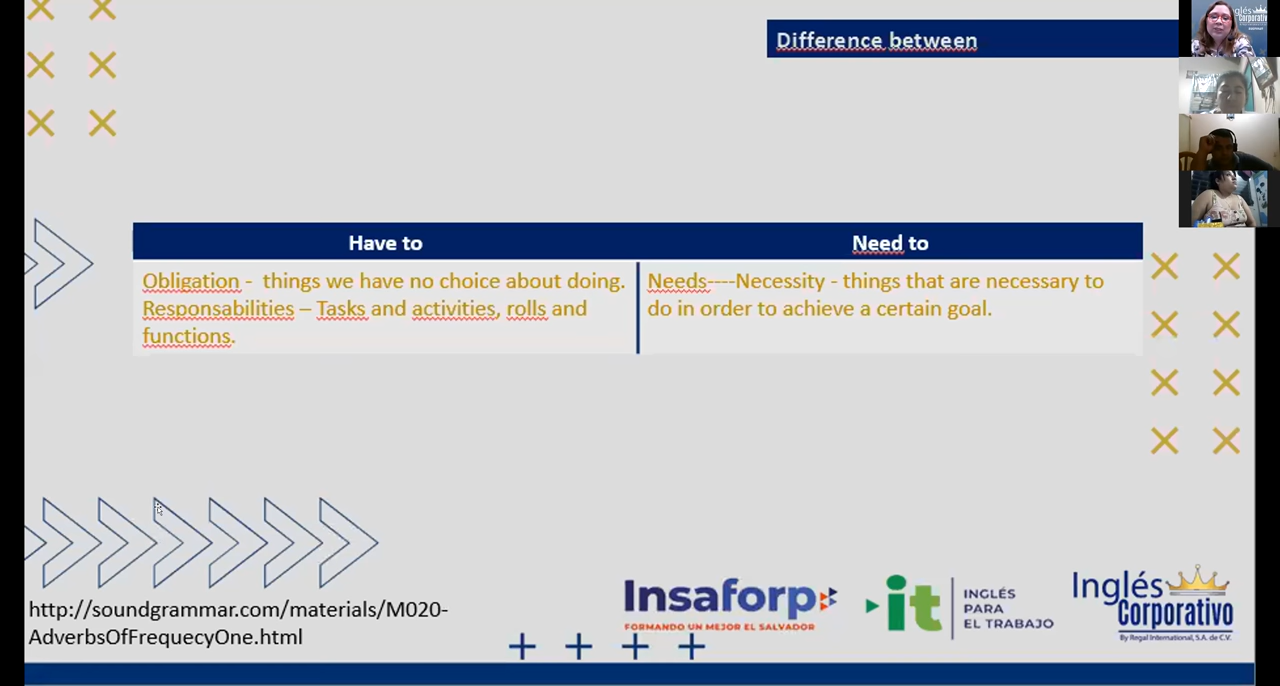 Difference between
Inglés
Corporativo
Have to
Need to
Obligation - things we have no choice about doing.
Responsabilities – Tasks and activities, rolls and
functions.
Needs----Necessity - things that are necessary to
do in order to achieve a certain goal.
http://soundgrammar.com/materials/M020-
AdverbsOfFrequecyOne.html
Insaforp
FORMANDO UN MEJOR EL SALVADOR
it
INGLÉS
PARA
EL TRABAJO
Inglés
Corporativo
By Regal International, S.A. de C.V.